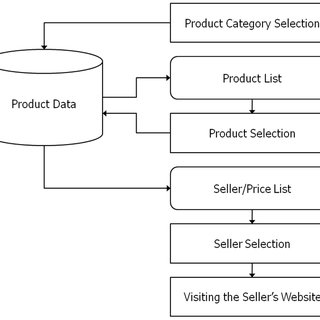 Product Category Selection
Product List
Product Data
Product Selection
Seller/Price List
Seller Selection
Visiting the Seller's Website